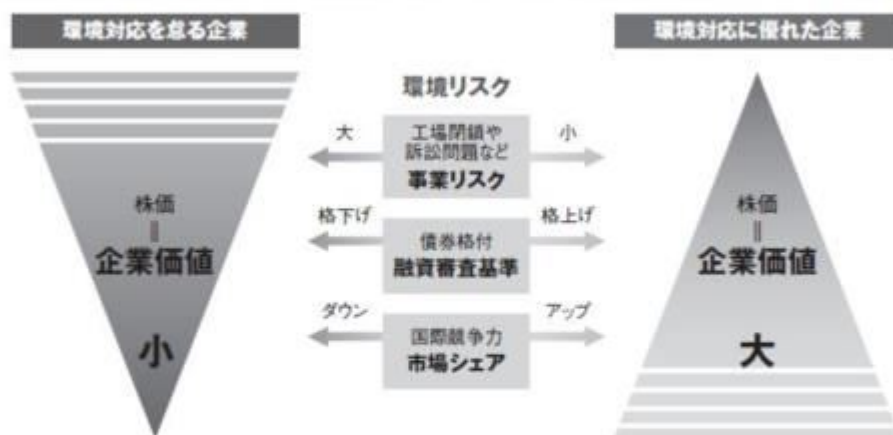 環境対応を怠る企業
環境対応に優れた企業
環境リスク
大
工場閉鎖や
訴訟問題など
事業リスク
小
格下げ
債券格付
融資審査基準
格上げ
ダウン
国際競争力
市場シェア
アップ
株価
॥
企業価値
小
株価
॥
企業価値
大